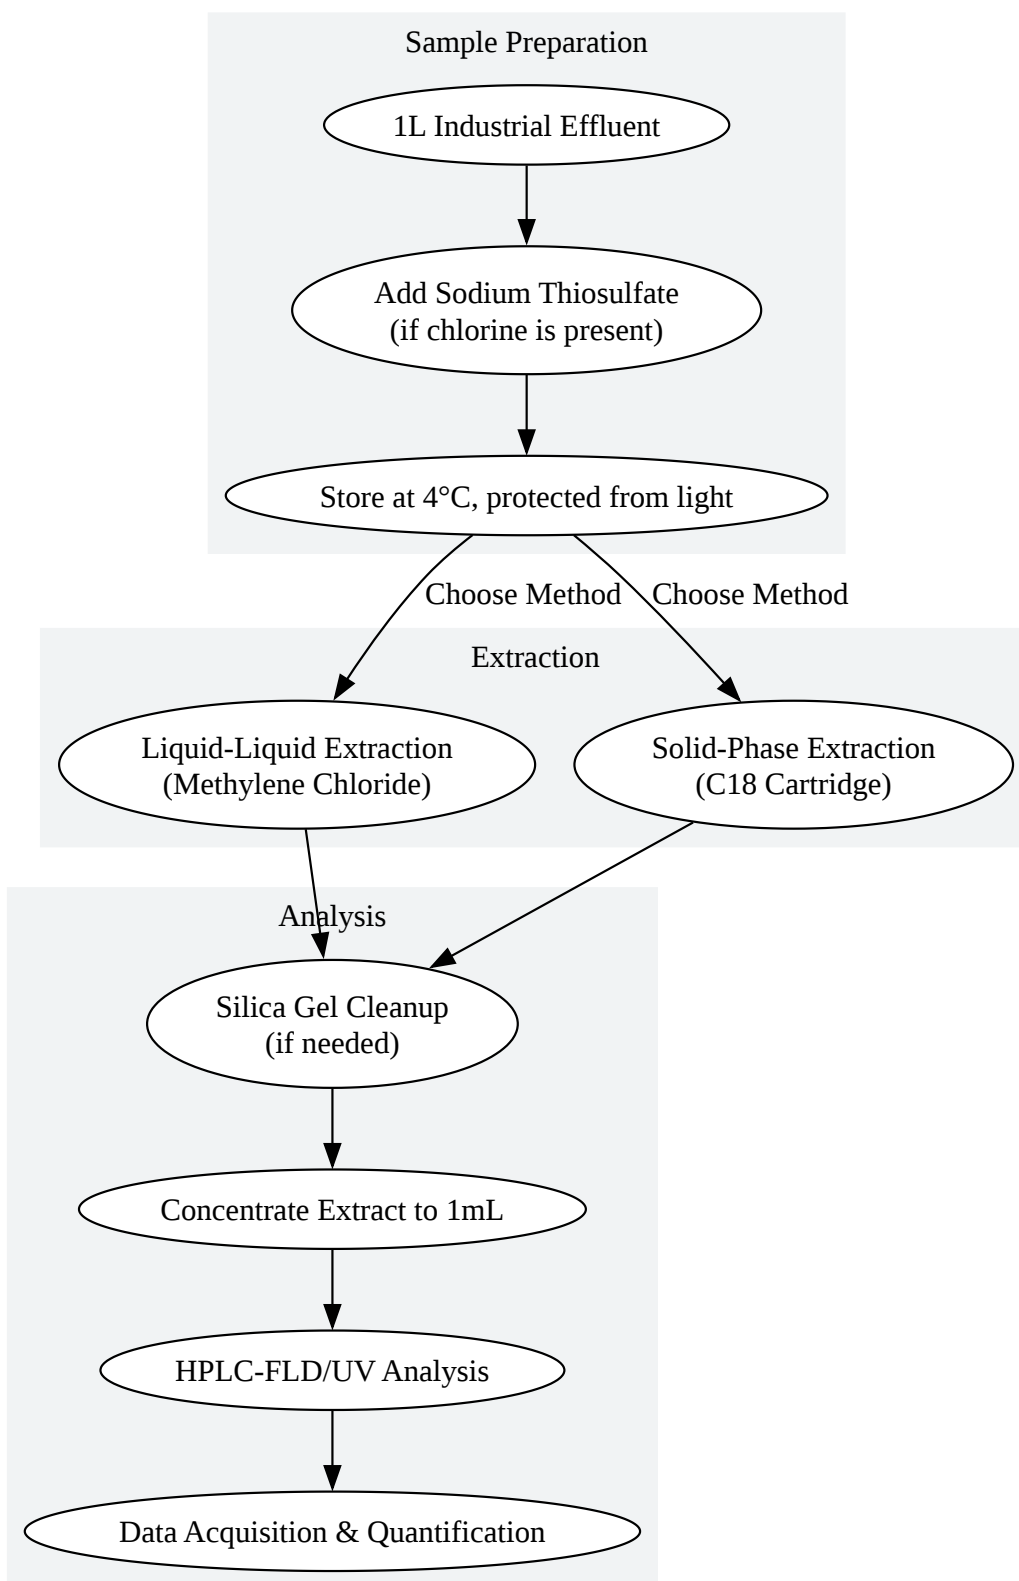 Sample Preparation
1L Industrial Effluent
Add Sodium Thiosulfate
(if chlorine is present)
Store at 4°C, protected from light
Choose Method
Choose Method
Extraction
Liquid-Liquid Extraction
(Methylene Chloride)
Solid-Phase Extraction
(C18 Cartridge)
Analysis
Silica Gel Cleanup
(if needed)
Concentrate Extract to 1mL
HPLC-FLD/UV Analysis
Data Acquisition & Quantification